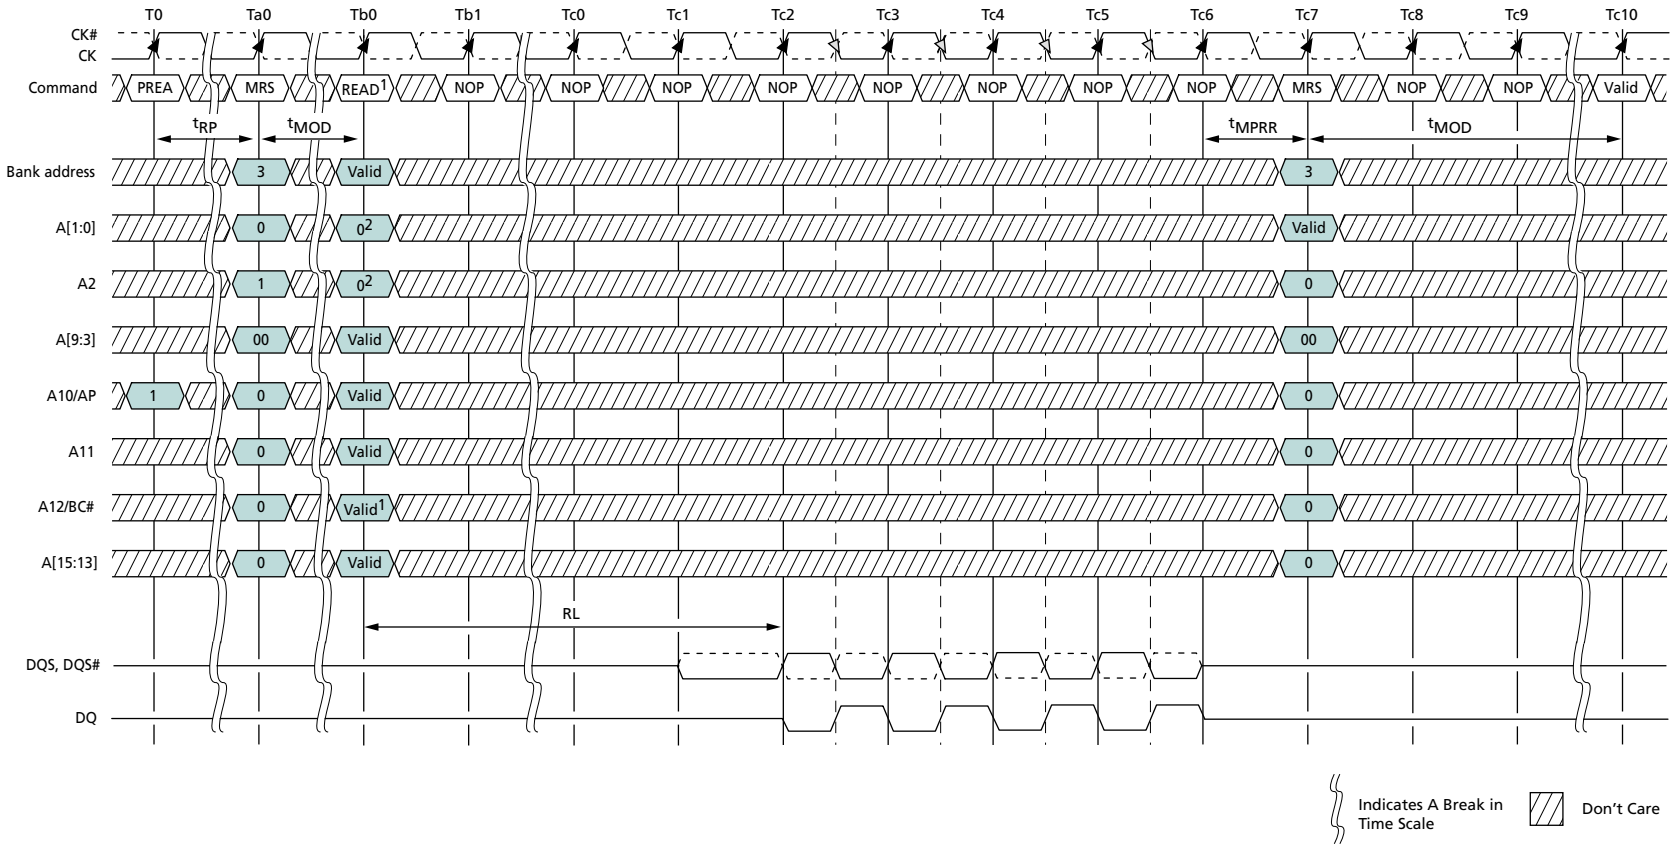 T0 Ta0 Tb0 Tb1 Tc0 Tc1 Tc2 Tc3 Tc4 Tc5 Tc6 Tc7 Tc8 Tc9 Tc10
CK#
CK
Command PREA MRS READ1 NOP NOP NOP NOP NOP NOP NOP NOP MRS NOP NOP Valid
tRP tMOD tMPRR tMOD
Bank address 3 Valid 3
A[1:0] 0 02 Valid
A2 1 02 0
A[9:3] 00 Valid 00
A10/AP 1 0 Valid 0
A11 0 Valid 0
A12/BC# 0 Valid1 0
A[15:13] 0 Valid 0
RL
DQS, DQS#
DQ
Indicates A Break in
Time Scale
Don't Care